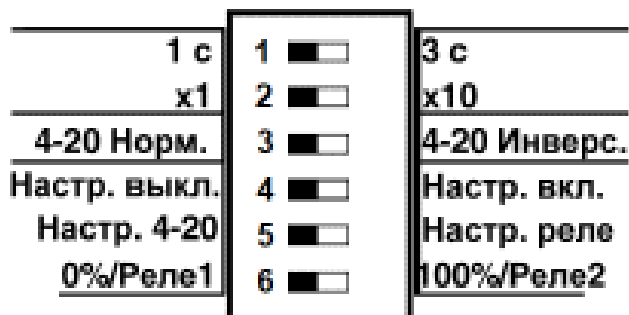 1 с 1 3 с
x1 2 x10
4-20 Норм. 3 4-20 Инверс.
Настр. выкл. 4 Настр. вкл.
Настр. 4-20 5 Настр. реле
0%/Реле1 6 100%/Реле2